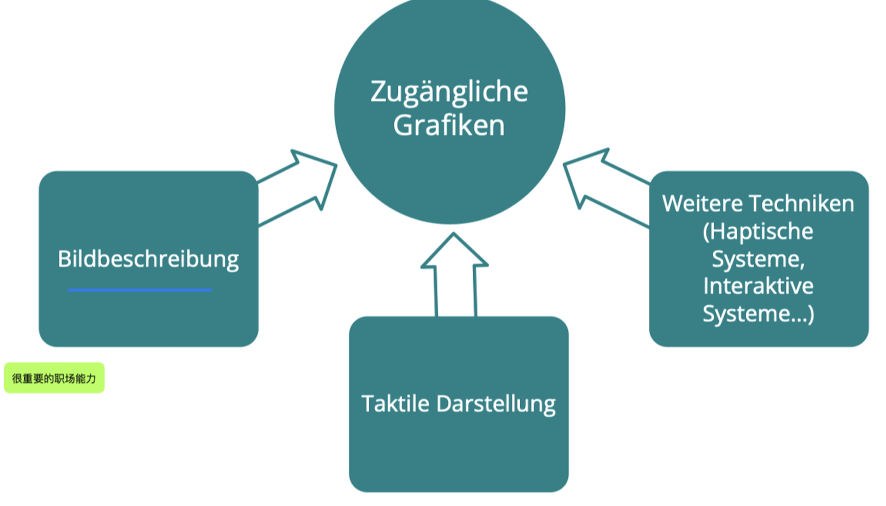 Zugängliche
Grafiken
Bildbeschreibung
很重要的职场能力
Taktile Darstellung
Weitere Techniken
(Haptische
Systeme,
Interaktive
Systeme...)